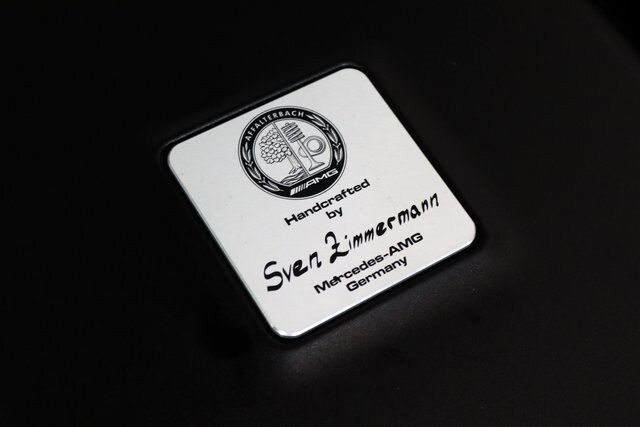 AFFALTERBACH
AMG
Handcrafted
by
Sven Zimmermann
Mercedes-AMG
Germany